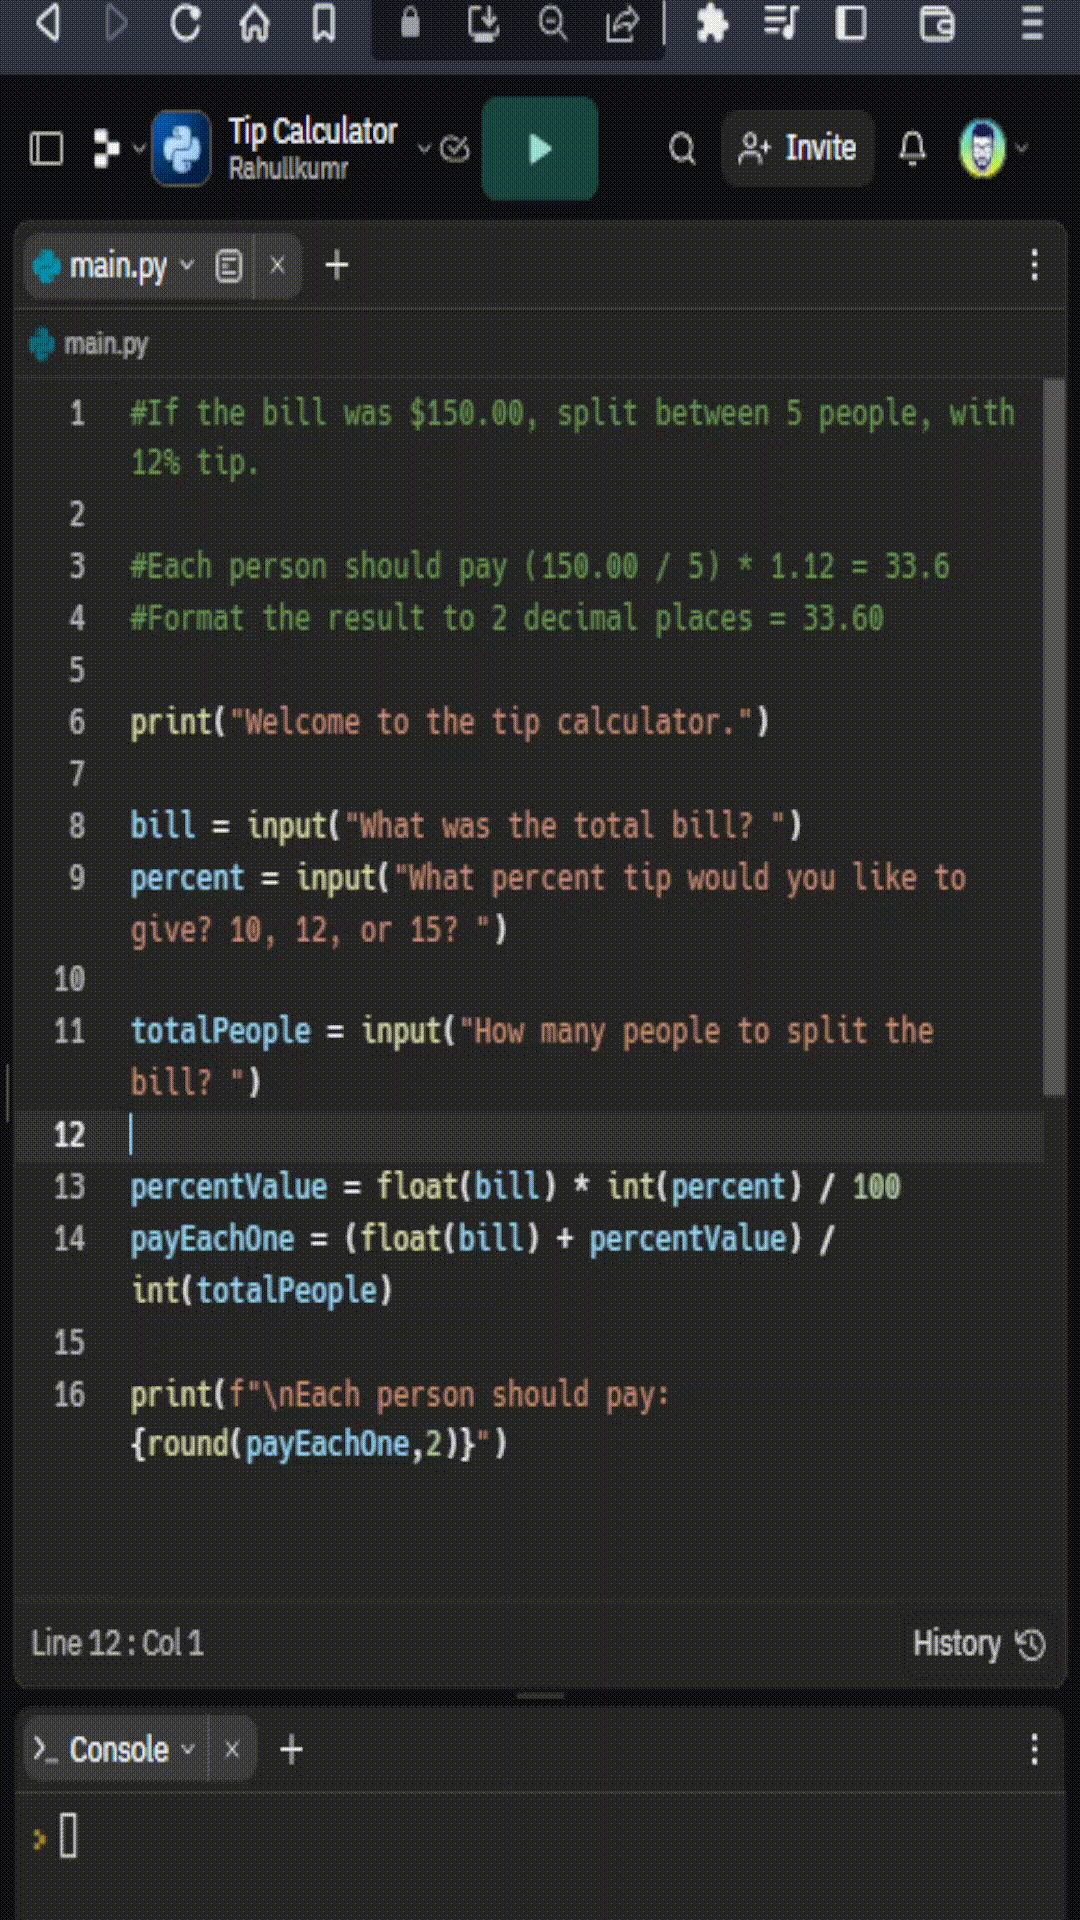 Tip Calculator
Rahullkumr
Invite
main.py
main.py
1 #If the bill was $150.00, split between 5 people, with
12% tip.
2
3 #Each person should pay (150.00 / 5) * 1.12 = 33.6
4 #Format the result to 2 decimal places = 33.60
5
6 print("Welcome to the tip calculator.")
7
8 bill = input("What was the total bill? ")
9 percent = input("What percent tip would you like to
give? 10, 12, or 15? ")
10
11 totalPeople = input("How many people to split the
bill? ")
12
13 percentValue = float(bill) * int(percent) / 100
14 payEachOne = (float(bill) + percentValue) /
int(totalPeople)
15
16 print(f"\nEach person should pay:
{round(payEachOne,2)}")
Line 12 : Col 1
History
Console